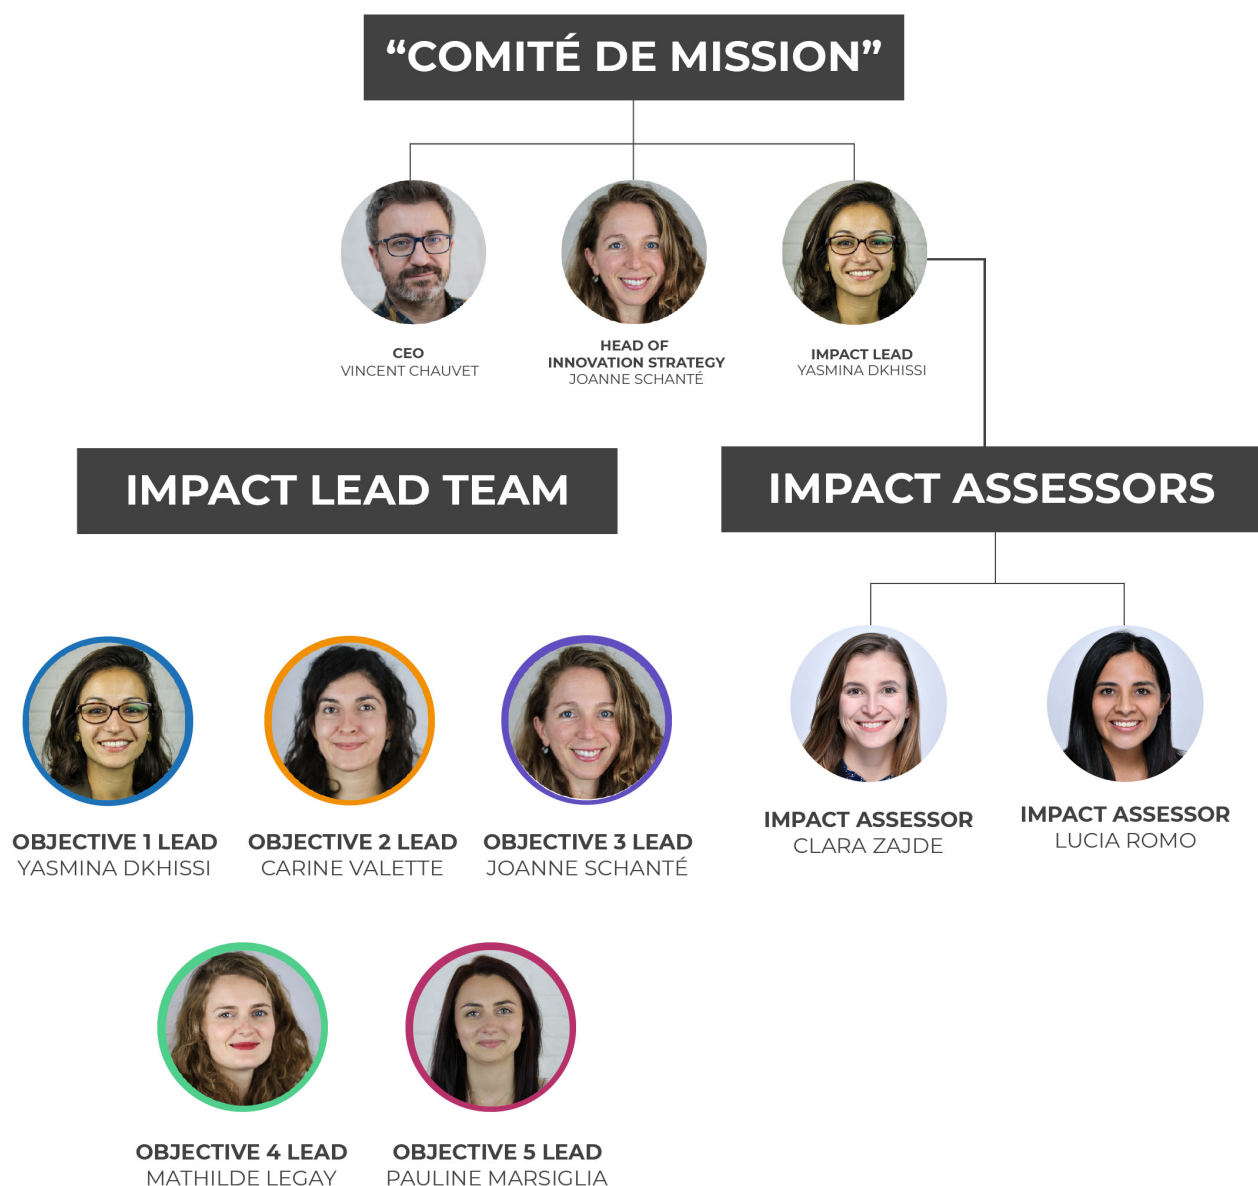 “COMITÉ DE MISSION”
CEO
VINCENT CHAUVET
HEAD OF
INNOVATION STRATEGY
JOANNE SCHANTÉ
IMPACT LEAD
YASMINA DKHISSI
IMPACT LEAD TEAM
IMPACT ASSESSORS
OBJECTIVE 1 LEAD
YASMINA DKHISSI
OBJECTIVE 2 LEAD
CARINE VALETTE
OBJECTIVE 3 LEAD
JOANNE SCHANTÉ
IMPACT ASSESSOR
CLARA ZAJDE
IMPACT ASSESSOR
LUCIA ROMO
OBJECTIVE 4 LEAD
MATHILDE LEGAY
OBJECTIVE 5 LEAD
PAULINE MARSIGLIA